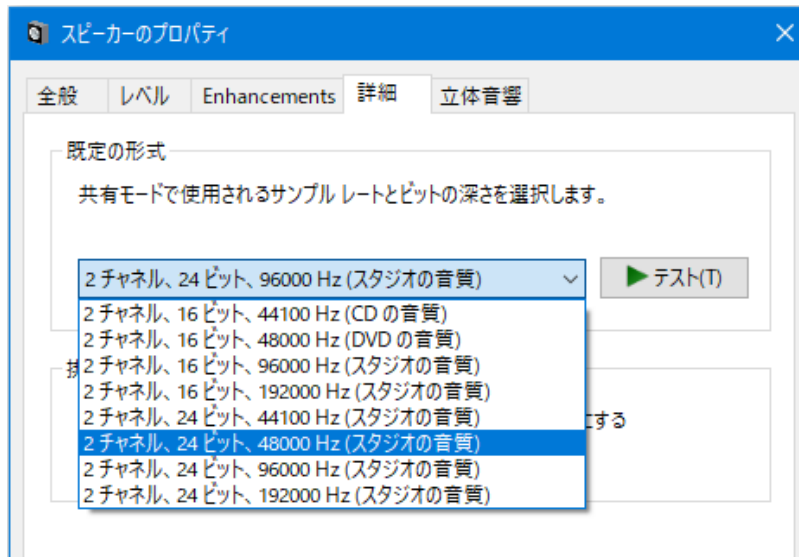 スピーカーのプロパティ
全般 レベル Enhancements 詳細 立体音響
既定の形式
共有モードで使用されるサンプル レートとビットの深さを選択します。
2 チャネル、24 ビット、96000 Hz (スタジオの音質) テスト(T)
2 チャネル、16 ビット、44100 Hz (CD の音質)
2 チャネル、16 ビット、48000 Hz (DVD の音質)
2 チャネル、16 ビット、96000 Hz (スタジオの音質)
2 チャネル、16 ビット、192000 Hz (スタジオの音質)
2 チャネル、24 ビット、44100 Hz (スタジオの音質)
にする
2 チャネル、24 ビット、48000 Hz (スタジオの音質)
2 チャネル、24 ビット、96000 Hz (スタジオの音質)
2 チャネル、24 ビット、192000 Hz (スタジオの音質)